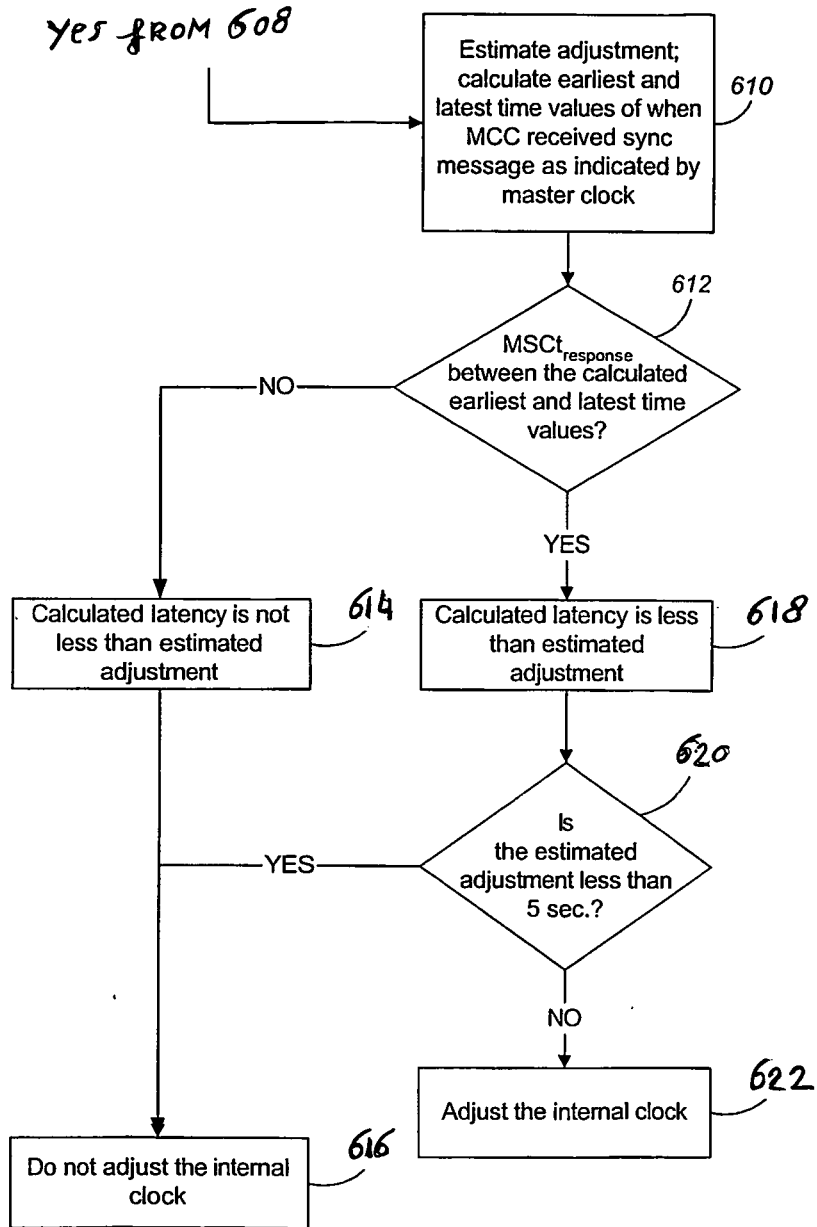 Yes FROM 608
Estimate adjustment;
calculate earliest and
latest time values of when
MCC received sync
message as indicated by
master clock
610
612
MSCt_response
between the calculated
earliest and latest time
values?
NO
YES
Calculated latency is not
less than estimated
adjustment
614
Calculated latency is less
than estimated
adjustment
618
620
Is
the estimated
adjustment less than
5 sec.?
YES
NO
Adjust the internal clock
622
Do not adjust the internal
clock
616